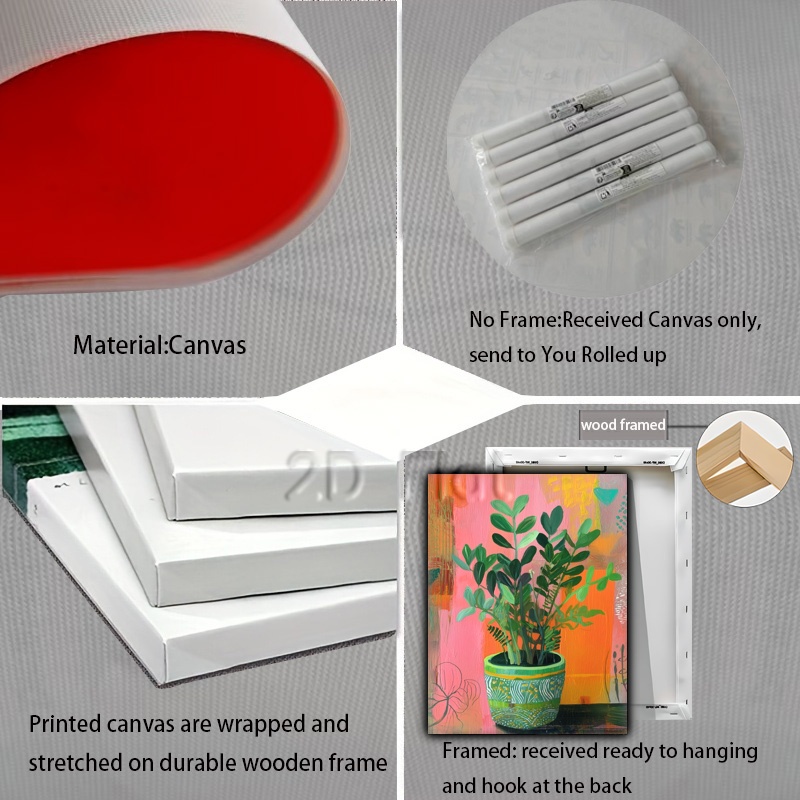 Material:Canvas
No Frame:Received Canvas only,
send to You Rolled up
2D
Printed canvas are wrapped and
stretched on durable wooden frame
wood framed
Framed: received ready to hanging
and hook at the back